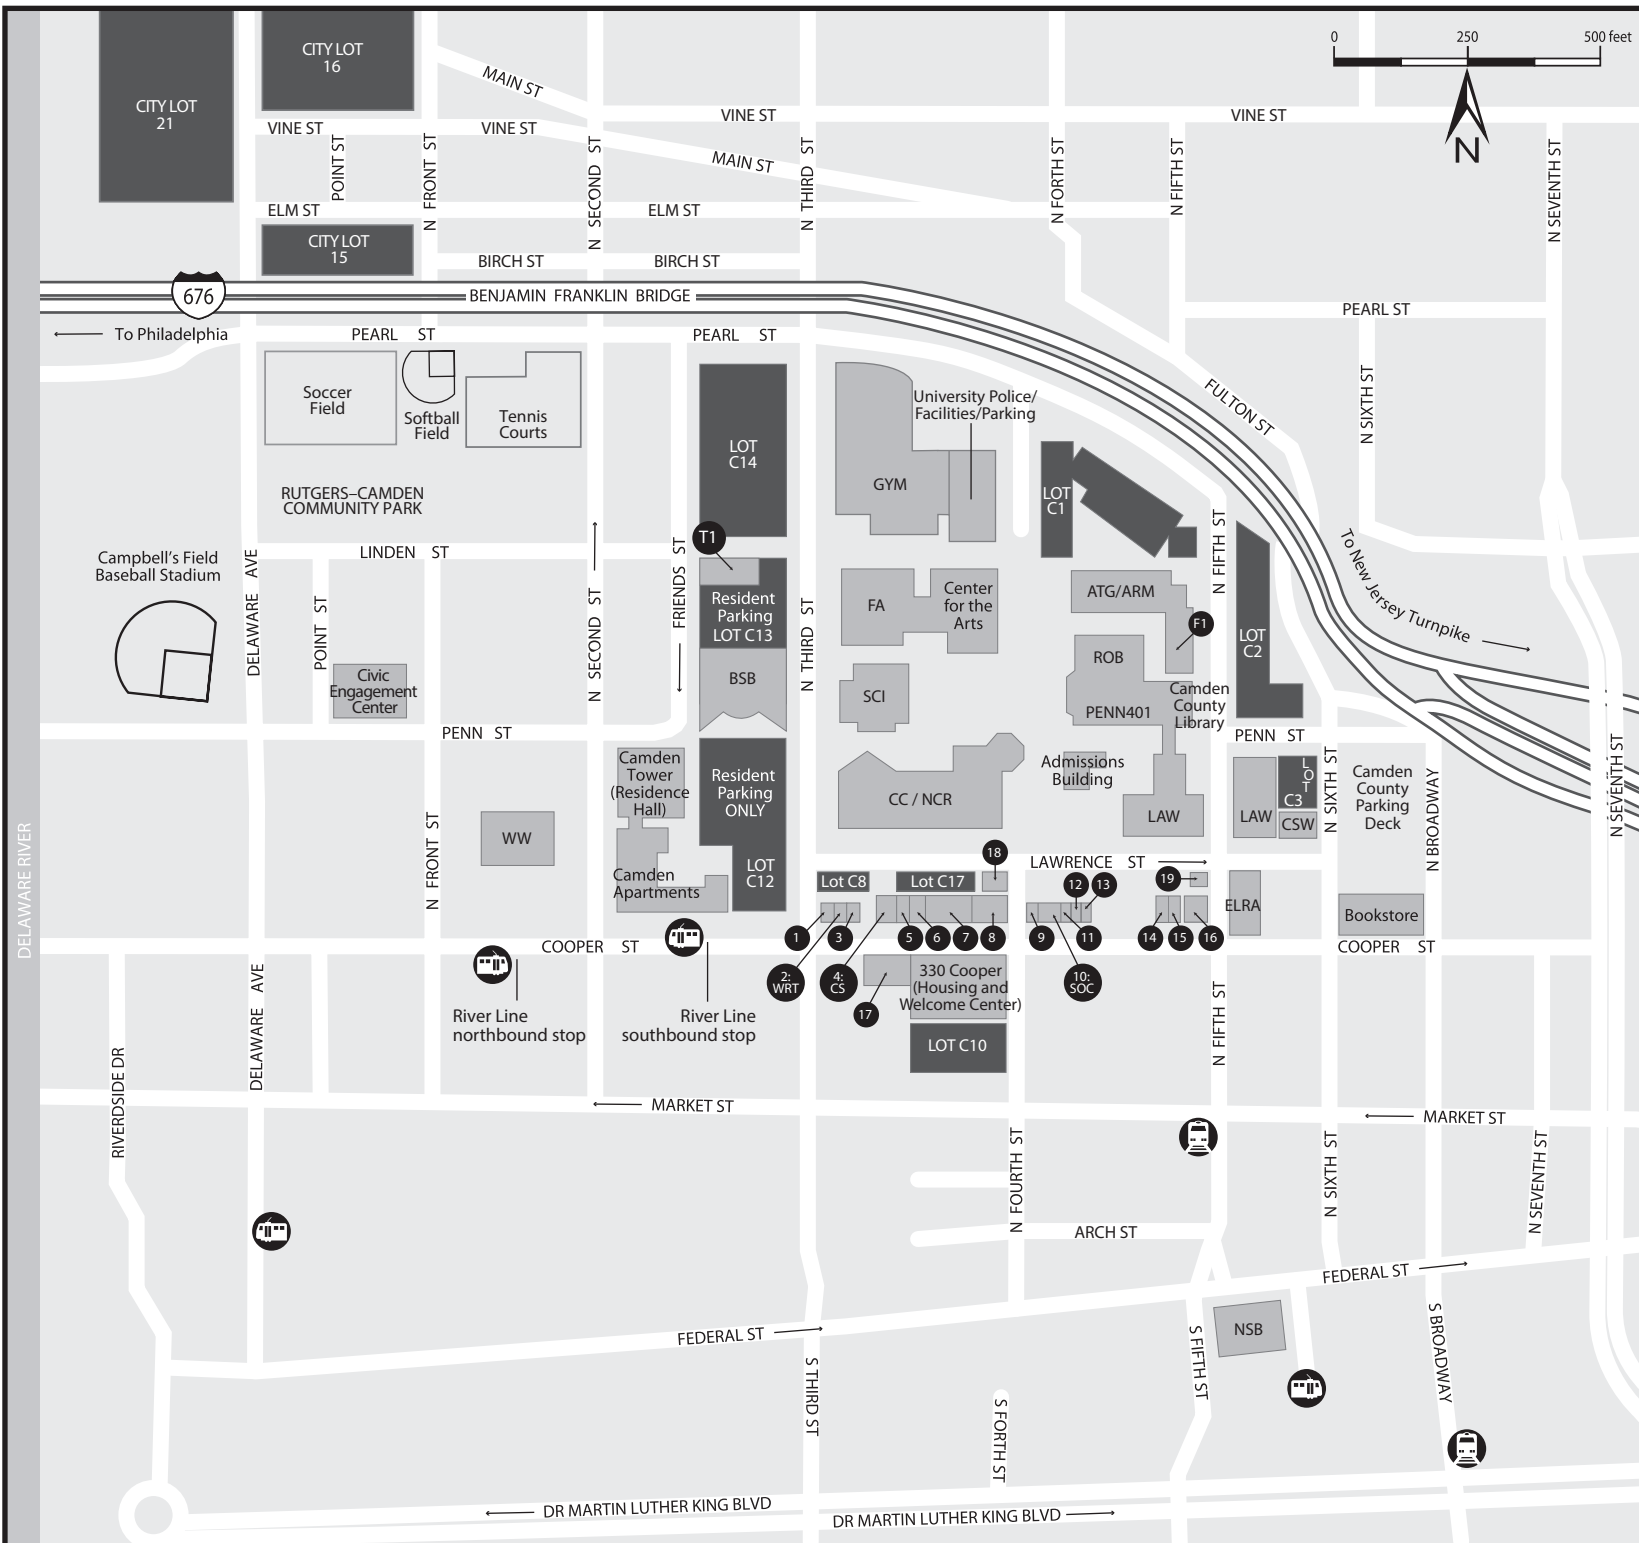 0 250 500 feet
N
CITY LOT
16
CITY LOT
21
MAIN ST
VINE ST
VINE ST
VINE ST
VINE ST
POINT ST
N FRONT ST
N SECOND ST
MAIN ST
N THIRD ST
N FORTH ST
N FIFTH ST
N SEVENTH ST
ELM ST
ELM ST
CITY LOT
15
BIRCH ST
BIRCH ST
676
BENJAMIN FRANKLIN BRIDGE
PEARL ST
To Philadelphia
PEARL ST
PEARL ST
Soccer
Field
Softball
Field
Tennis
Courts
University Police/
Facilities/Parking
FULTON ST
N SIXTH ST
LOT
C14
GYM
LOT
C1
RUTGERS–CAMDEN
COMMUNITY PARK
T1
LINDEN ST
Campbell's Field
Baseball Stadium
DELAWARE AVE
POINT ST
N SECOND ST
FRIENDS ST
Resident
Parking
LOT C13
N THIRD ST
FA
Center
for the
Arts
ATG/ARM
N FIFTH ST
F1
LOT
C2
To New Jersey Turnpike
Civic
Engagement
Center
BSB
SCI
ROB
PENN401
Camden
County
Library
PENN ST
PENN ST
Camden
Tower
(Residence
Hall)
Resident
Parking
ONLY
LOT
C12
CC / NCR
Admissions
Building
LAW
LAW
LOT
C3
CSW
N SIXTH ST
Camden
County
Parking
Deck
N BROADWAY
N SEVENTH ST
DELAWARE RIVER
WW
N FRONT ST
Camden
Apartments
18
LAWRENCE ST
Lot C8
Lot C17
12
13
19
ELRA
Bookstore
1
3
5
6
7
8
9
11
14
15
16
COOPER ST
COOPER ST
2:
WRT
4:
CS
17
330 Cooper
(Housing and
Welcome Center)
10:
SOC
River Line
northbound stop
River Line
southbound stop
LOT C10
DELAWARE AVE
N FIFTH ST
RIVERDSIDE DR
MARKET ST
MARKET ST
N FOURTH ST
N SIXTH ST
N SEVENTH ST
ARCH ST
FEDERAL ST
FEDERAL ST
NSB
S THIRD ST
S FORTH ST
S FIFTH ST
S BROADWAY
DR MARTIN LUTHER KING BLVD
DR MARTIN LUTHER KING BLVD